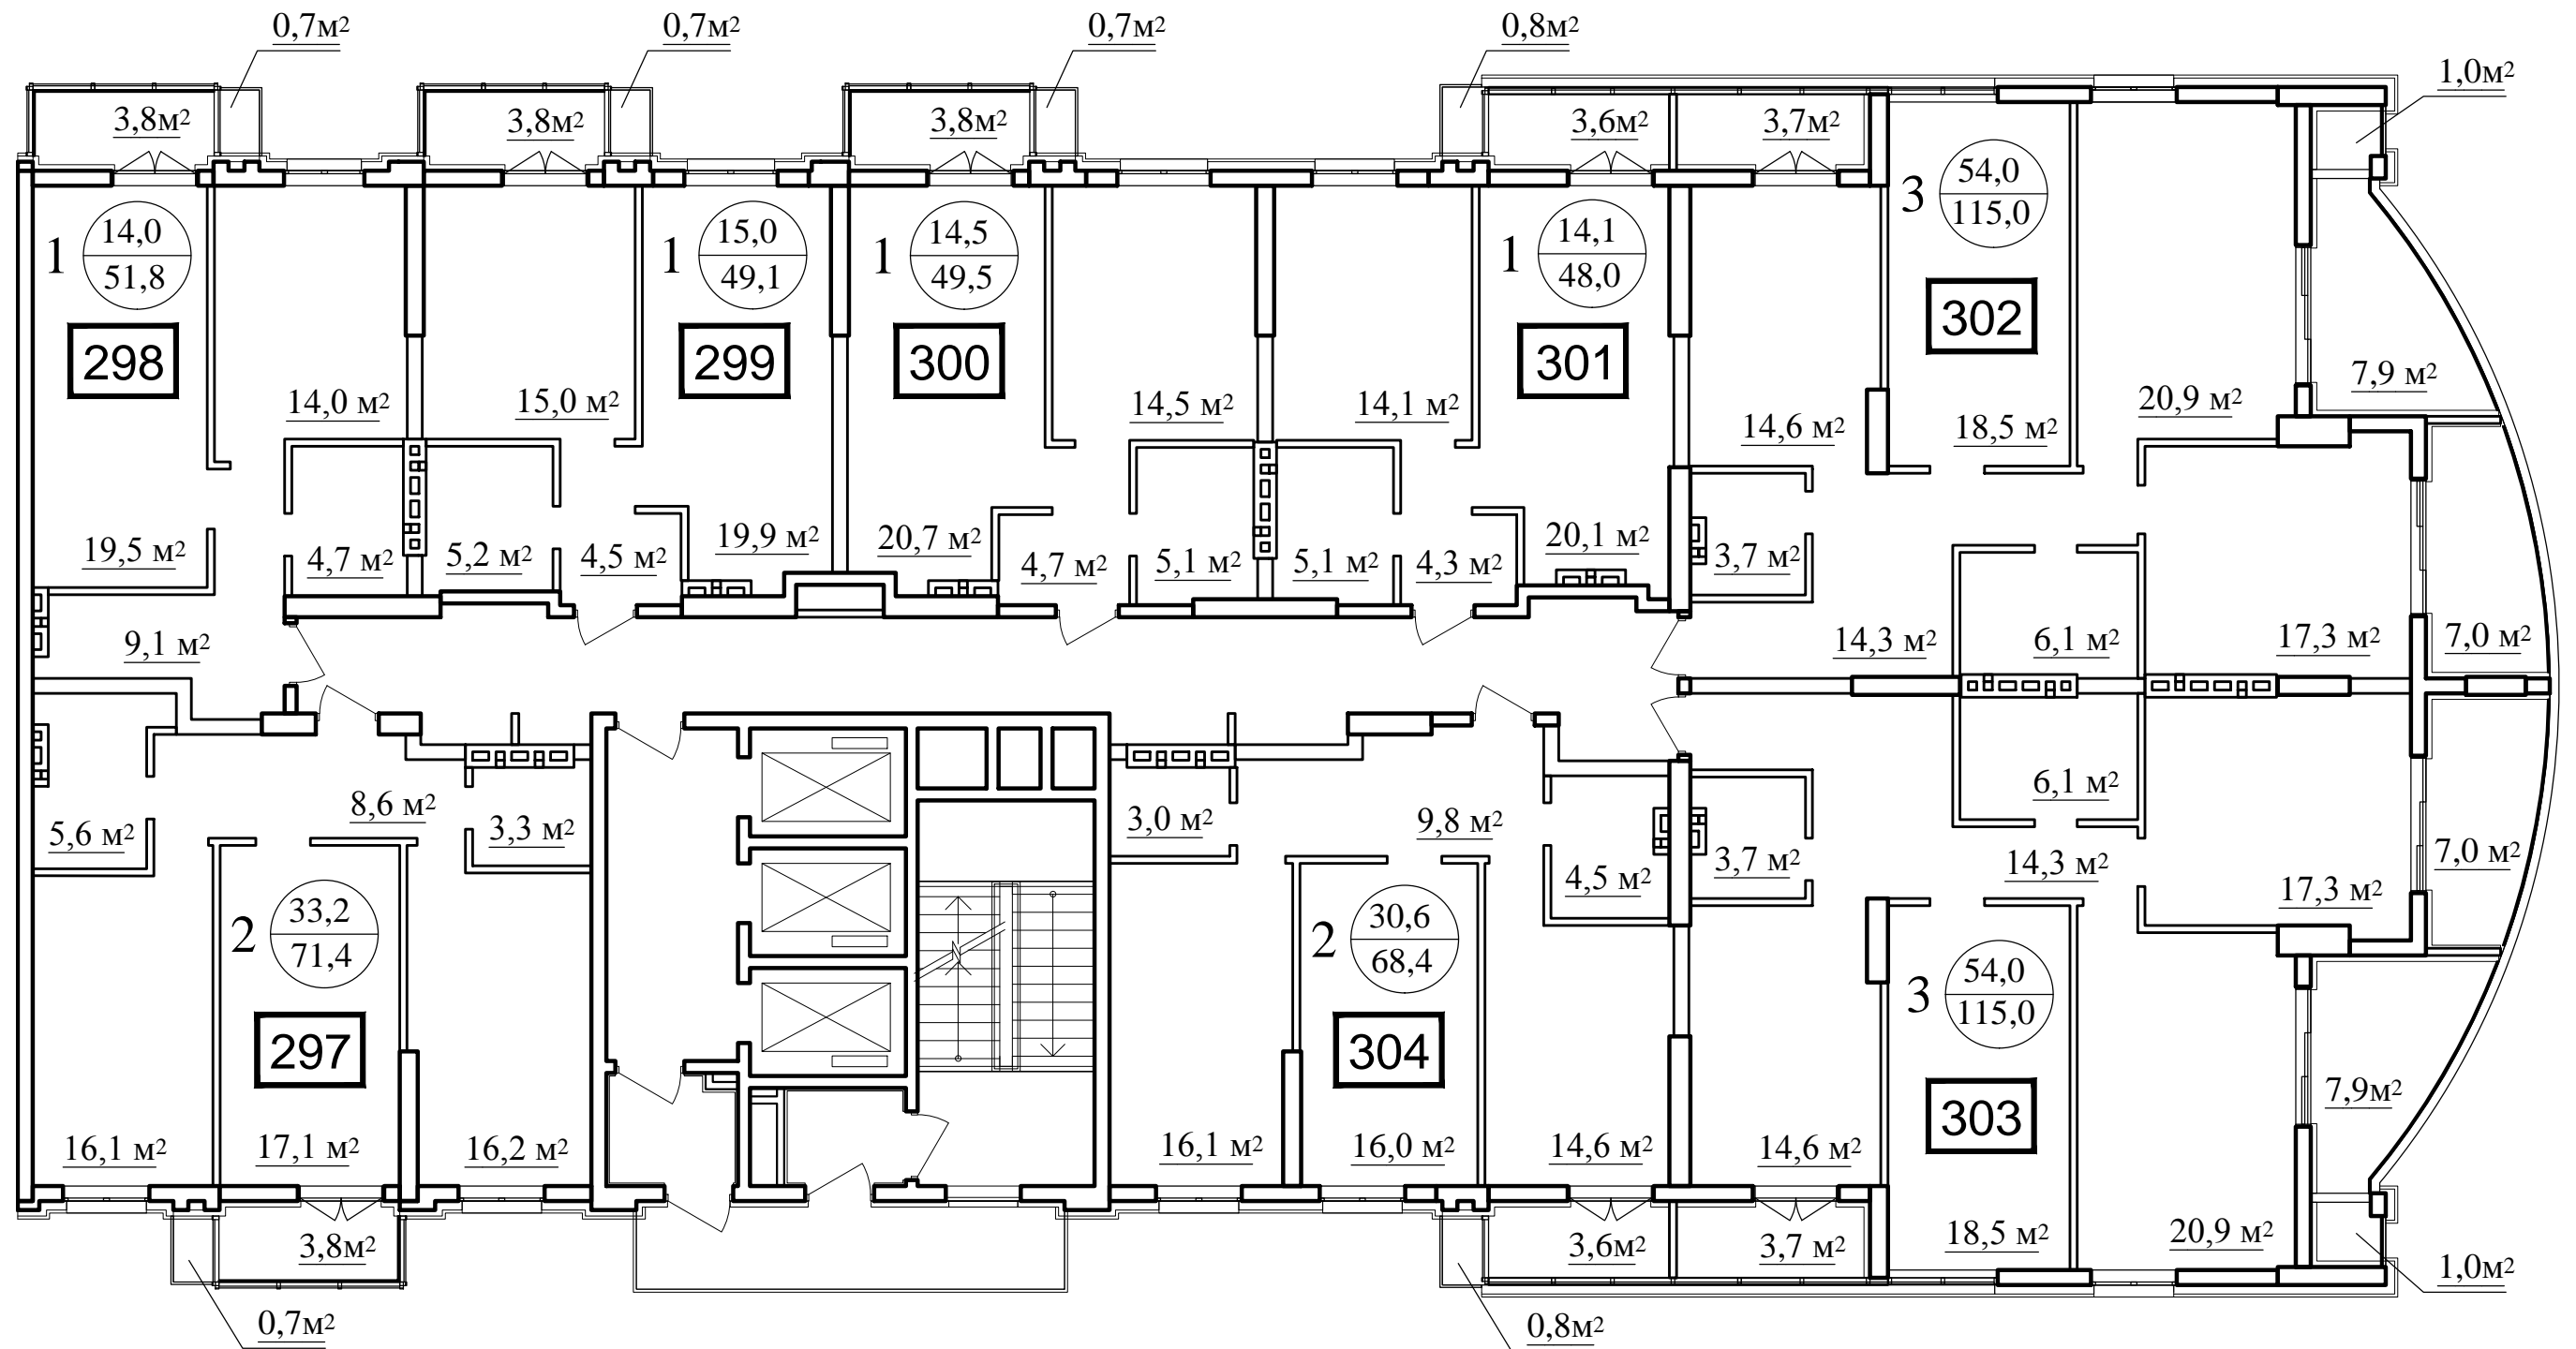 0,7м²
0,7м²
0,7м²
0,8м²
1,0м²
3,8м²
3,8м²
3,8м²
3,6м²
3,7м²
1
14,0
51,8
298
15,0
49,1
1
299
1
14,5
49,5
300
1
14,1
48,0
301
3
54,0
115,0
302
14,0 м²
15,0 м²
14,5 м²
14,1 м²
14,6 м²
18,5 м²
20,9 м²
7,9 м²
19,5 м²
4,7 м²
5,2 м²
4,5 м²
19,9 м²
20,7 м²
4,7 м²
5,1 м²
5,1 м²
4,3 м²
20,1 м²
3,7 м²
9,1 м²
14,3 м²
6,1 м²
17,3 м²
7,0 м²
5,6 м²
8,6 м²
3,3 м²
3,0 м²
9,8 м²
4,5 м²
3,7 м²
6,1 м²
14,3 м²
17,3 м²
7,0 м²
2
33,2
71,4
297
2
30,6
68,4
304
3
54,0
115,0
303
7,9м²
16,1 м²
17,1 м²
16,2 м²
16,1 м²
16,0 м²
14,6 м²
14,6 м²
18,5 м²
20,9 м²
3,8м²
3,6м²
3,7 м²
1,0м²
0,7м²
0,8м²